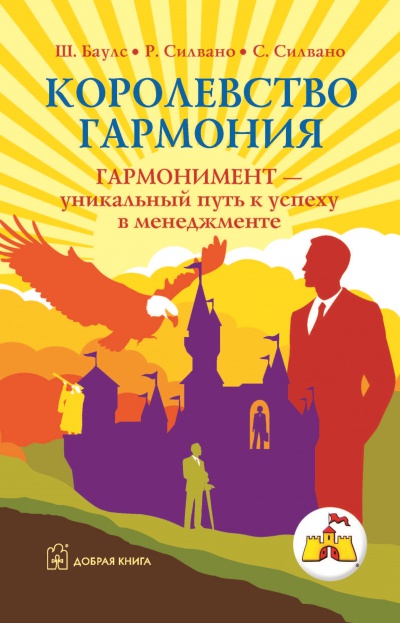 Ш. Баулс • Р. Силвано • С. Силвано
КОРОЛЕВСТВО
ГАРМОНИЯ
ГАРМОНИМЕНТ —
уникальный путь к успеху
в менеджменте
ДОБРАЯ КНИГА
®